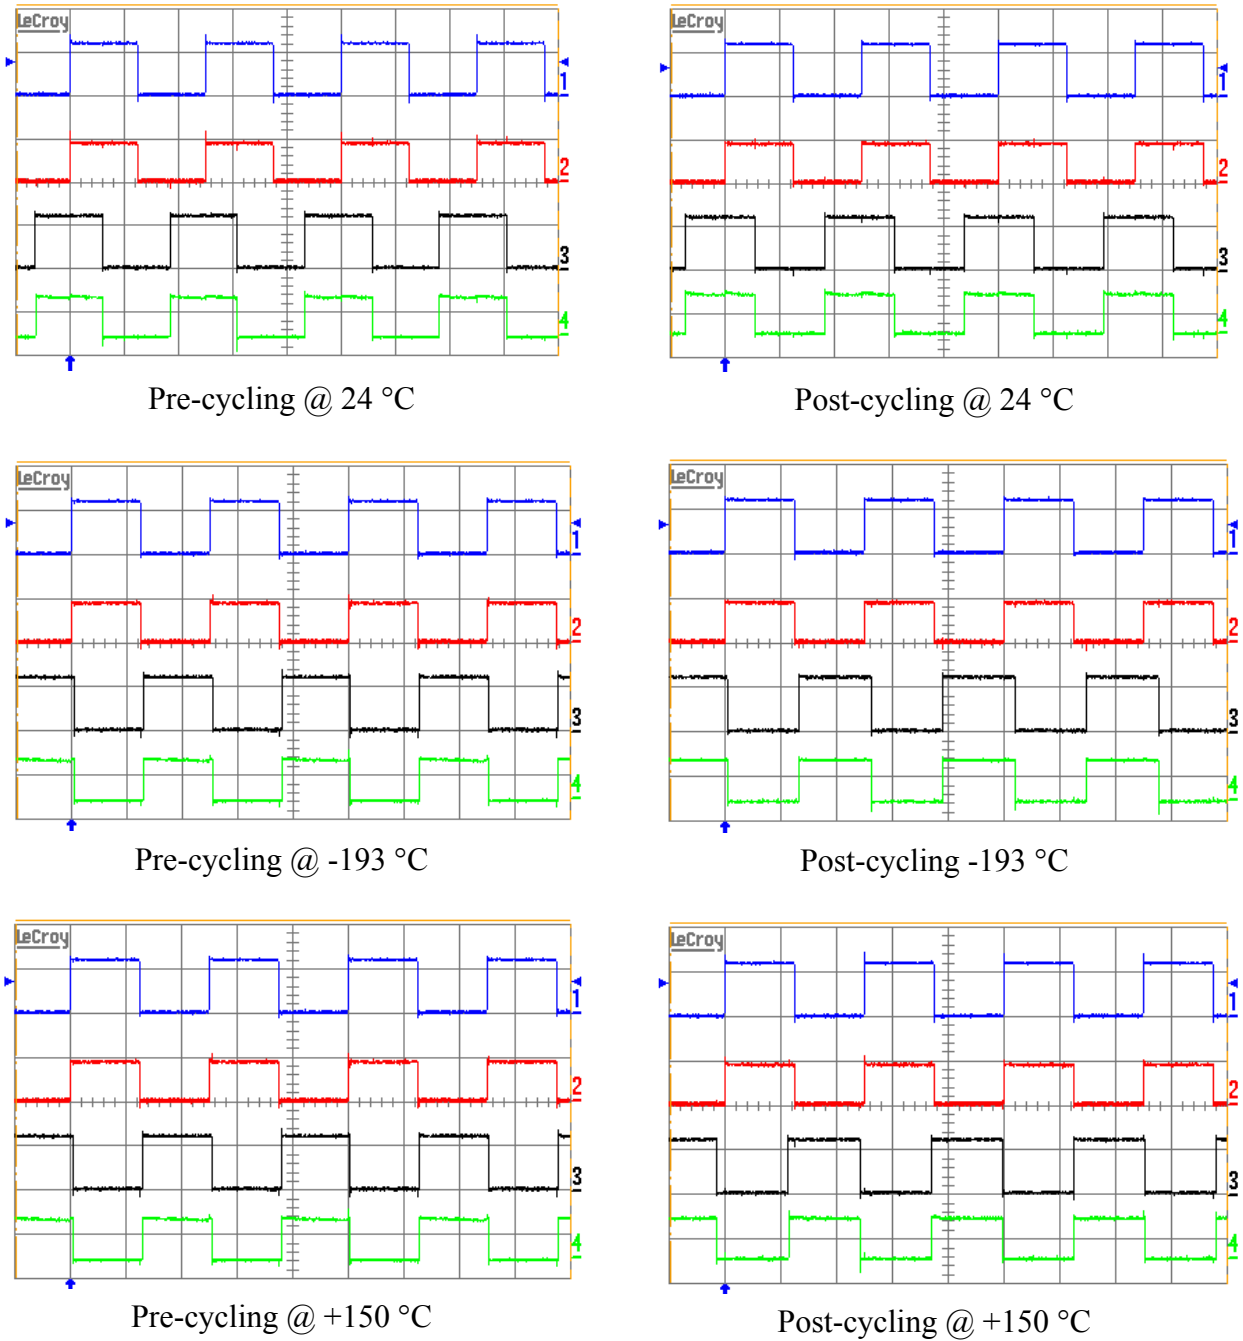 LeCroy
1
2
3
4
Pre-cycling @ 24 °C
LeCroy
1
2
3
4
Post-cycling @ 24 °C
LeCroy
1
2
3
4
Pre-cycling @ -193 °C
LeCroy
1
2
3
4
Post-cycling -193 °C
LeCroy
1
2
3
4
Pre-cycling @ +150 °C
LeCroy
1
2
3
4
Post-cycling @ +150 °C